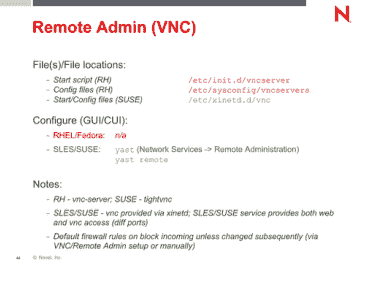 Remote Admin (VNC)
N
File(s)/File locations:
– Start script (RH) /etc/init.d/vncserver
– Config files (RH) /etc/sysconfig/vncservers
– Start/Config files (SUSE) /etc/xinetd.d/vnc
Configure (GUI/CUI):
– RHEL/Fedora: n/a
– SLES/SUSE: yast (Network Services -> Remote Administration)
yast remote
Notes:
– RH - vnc-server; SUSE - tightvnc
– SLES/SUSE - vnc provided via xinetd; SLES/SUSE service provides both web
and vnc access (diff ports)
– Default firewall rules on block incoming unless changed subsequently (via
VNC/Remote Admin setup or manually)
© Novell, Inc.